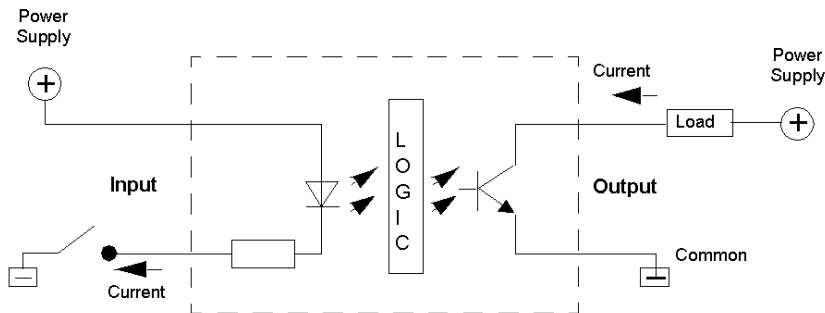 Power
Supply
+
Input
−
Current
L
O
G
I
C
Current
Load
Power
Supply
+
Output
Common